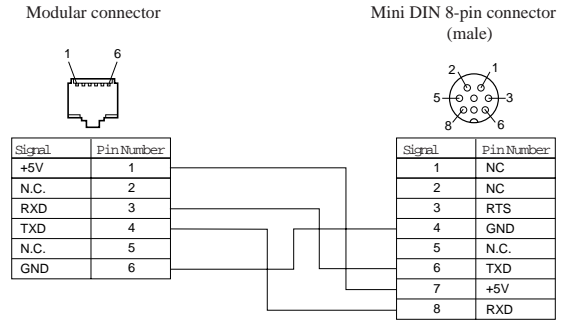 Modular connector
Mini DIN 8-pin connector
(male)
1 6
2 1
5 3
8 6
Signal Pin Number
+5V 1
N.C. 2
RXD 3
TXD 4
N.C. 5
GND 6
Signal Pin Number
1 NC
2 NC
3 RTS
4 GND
5 N.C.
6 TXD
7 +5V
8 RXD